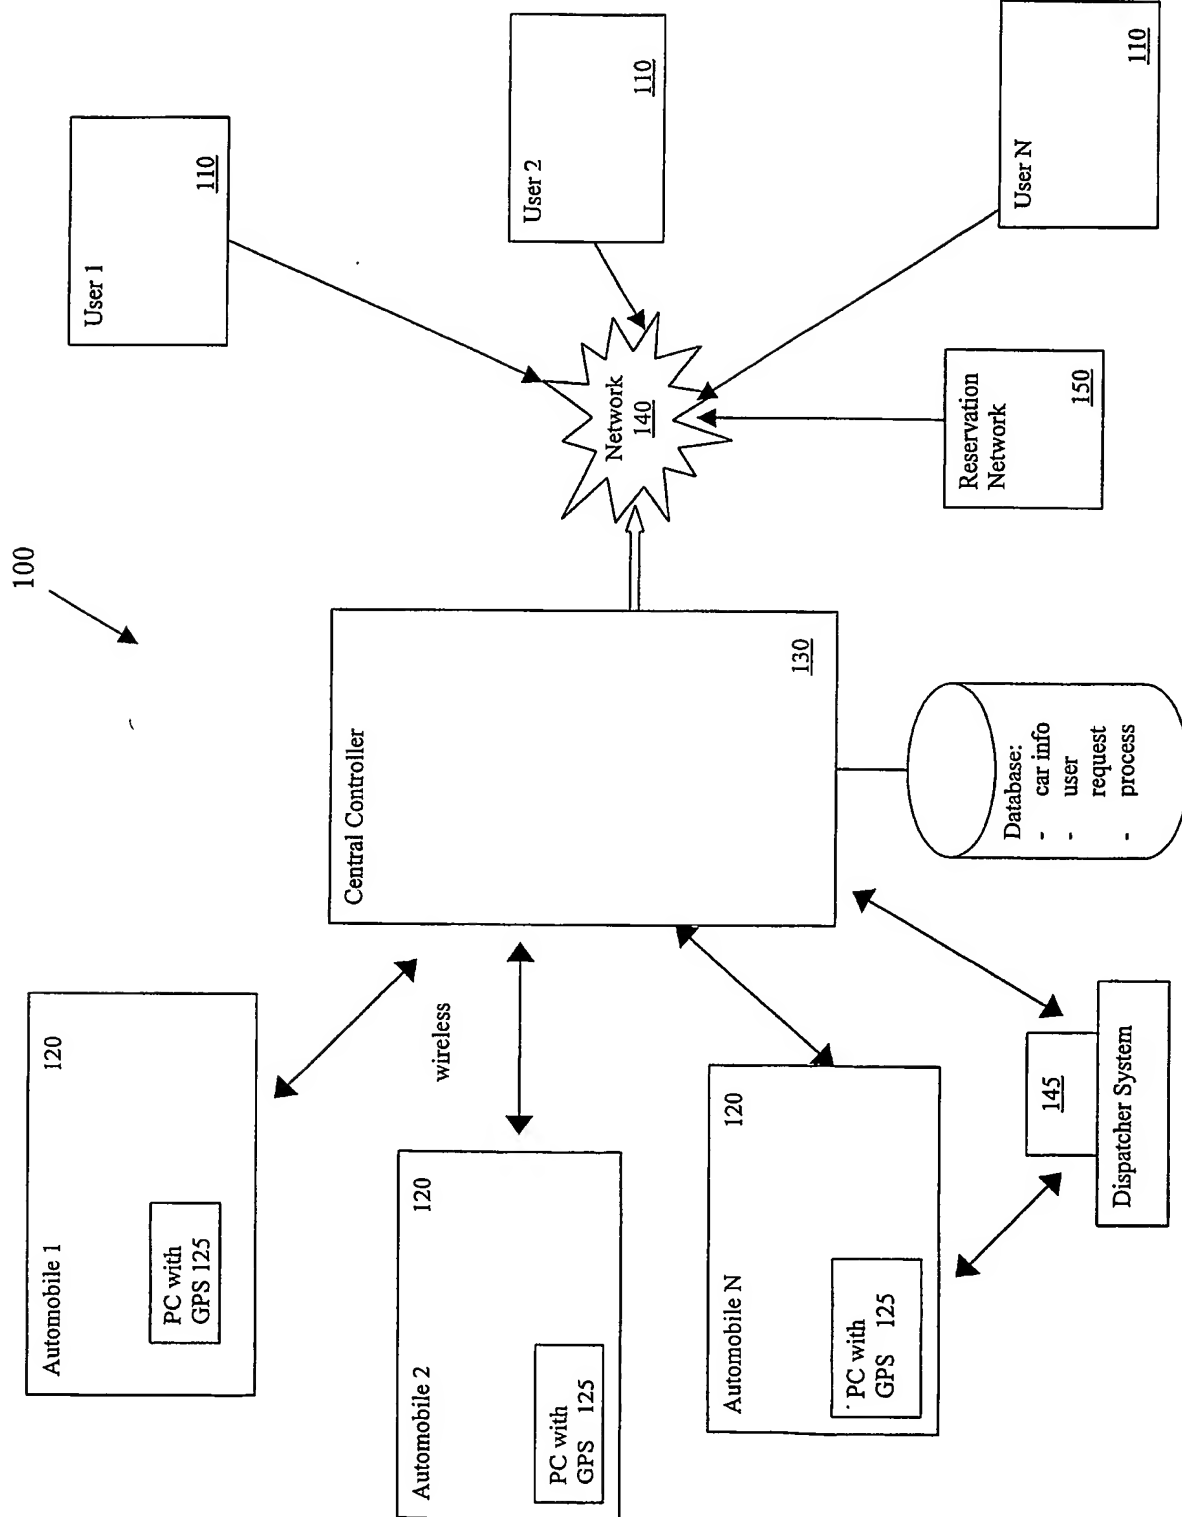 100
Automobile 1
120
PC with
GPS 125
Automobile 2
120
PC with
GPS 125
Automobile N
120
PC with
GPS 125
wireless
Central Controller
130
Network
140
User 1
110
User 2
110
User N
110
Reservation
Network
150
Database:
- car info
- user
request
- process
145
Dispatcher System